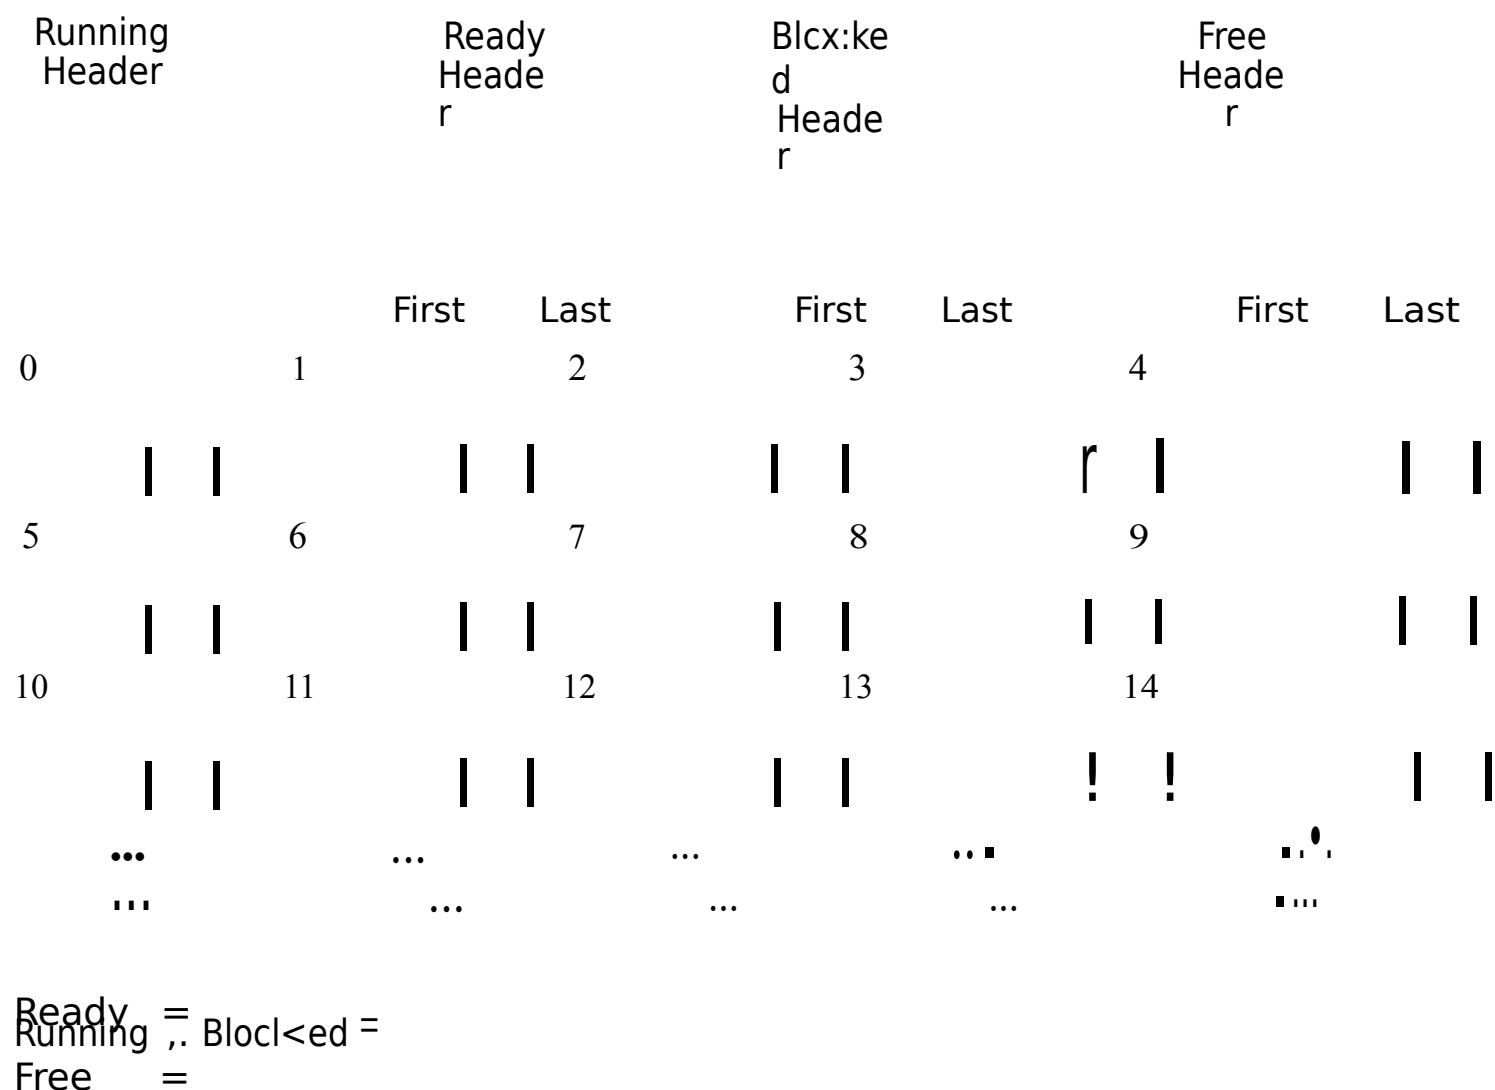 Running
Header
Ready
Heade
r
Blcx:ke
d
Heade
r
Free
Heade
r
First Last First Last First Last
0 1 2 3 4
| | | | | | r | | |
5 6 7 8 9
| | | | | | | | | |
10 11 12 13 14
| | | | | | ! ! | |
... ... ...
... ... ... ...
Ready =
Running ,. Blocl<ed =
Free =